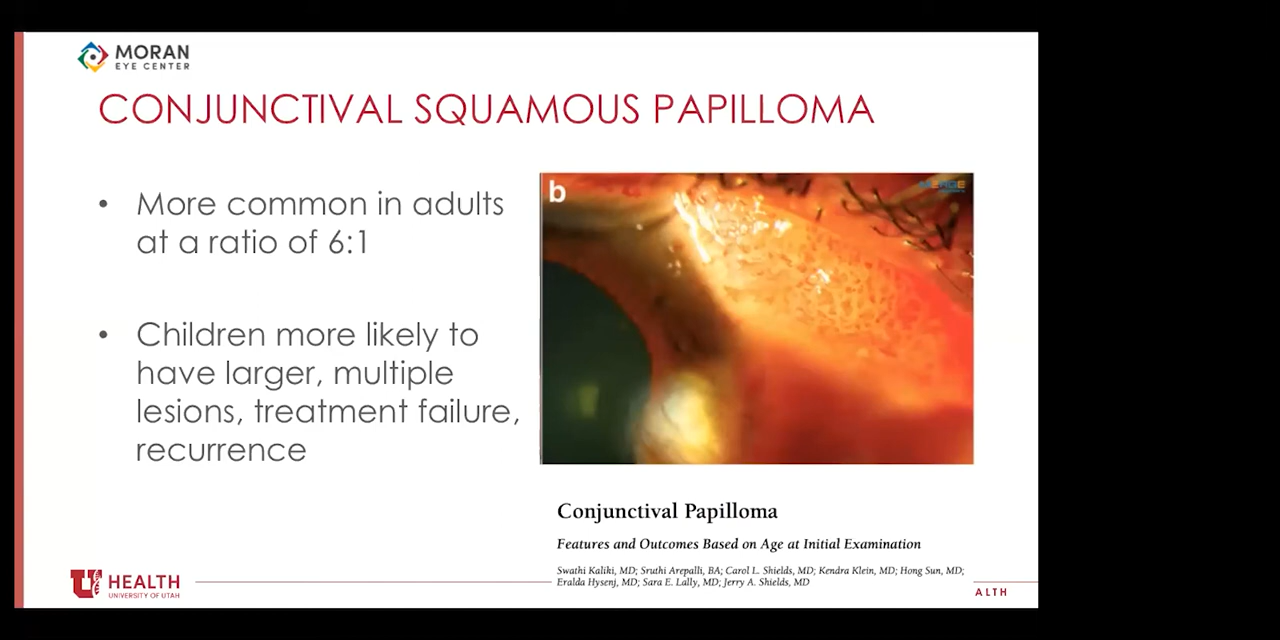 MORAN
EYE CENTER
CONJUNCTIVAL SQUAMOUS PAPILLOMA
• More common in adults
at a ratio of 6:1
• Children more likely to
have larger, multiple
lesions, treatment failure,
recurrence
b
Conjunctival Papilloma
Features and Outcomes Based on Age at Initial Examination
Swathi Kaliki, MD; Sruthi Arepalli, BA; Carol L. Shields, MD; Kendra Klein, MD; Hong Sun, MD;
Eralda Hysenj, MD; Sara E. Lally, MD; Jerry A. Shields, MD
U HEALTH
UNIVERSITY OF UTAH
ALTH